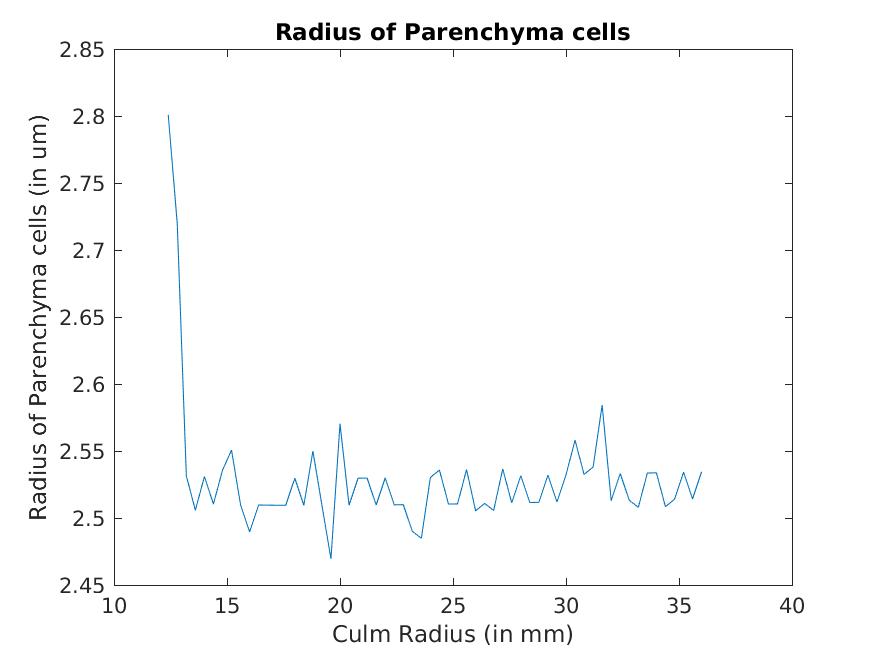 Radius of Parenchyma cells
Radius of Parenchyma cells (in um)
2.85
2.8
2.75
2.7
2.65
2.6
2.55
2.5
2.45
10 15 20 25 30 35 40
Culm Radius (in mm)